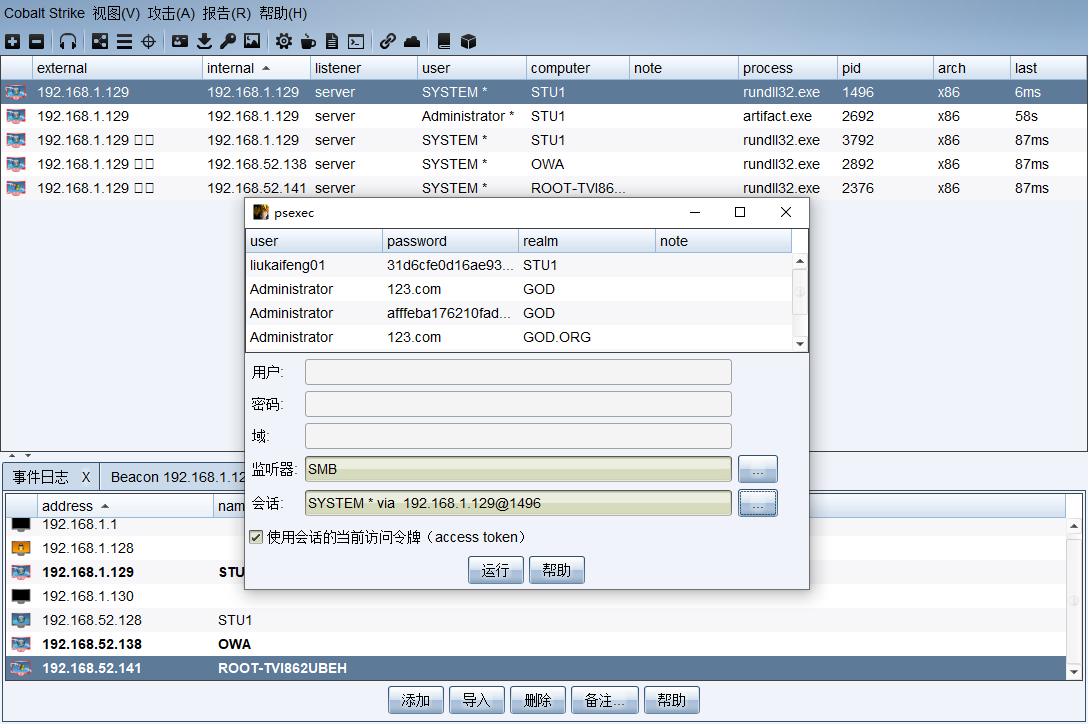 Cobalt Strike 视图(V) 攻击(A) 报告(R) 帮助(H)
external internal listener user computer note process pid arch last
192.168.1.129 192.168.1.129 server SYSTEM * STU1 rundll32.exe 1496 x86 6ms
192.168.1.129 192.168.1.129 server Administrator * STU1 artifact.exe 2692 x86 58s
192.168.1.129 □□ 192.168.1.129 server SYSTEM * STU1 rundll32.exe 3792 x86 87ms
192.168.1.129 □□ 192.168.52.138 server SYSTEM * OWA rundll32.exe 2892 x86 87ms
192.168.1.129 □□ 192.168.52.141 server SYSTEM * ROOT-TVI86... rundll32.exe 2376 x86 87ms
psexec
user password realm note
liukaifeng01 31d6cfe0d16ae93... STU1
Administrator 123.com GOD
Administrator afffeba176210fad... GOD
Administrator 123.com GOD.ORG
用户:
密码:
域:
监听器: SMB ...
会话: SYSTEM * via 192.168.1.129@1496 ...
使用会话的当前访问令牌（access token）
运行 帮助
事件日志 X Beacon 192.168.1.12
address nam
192.168.1.1
192.168.1.128
192.168.1.129 STU
192.168.1.130
192.168.52.128 STU1
192.168.52.138 OWA
192.168.52.141 ROOT-TVI862UBEH
添加 导入 删除 备注... 帮助